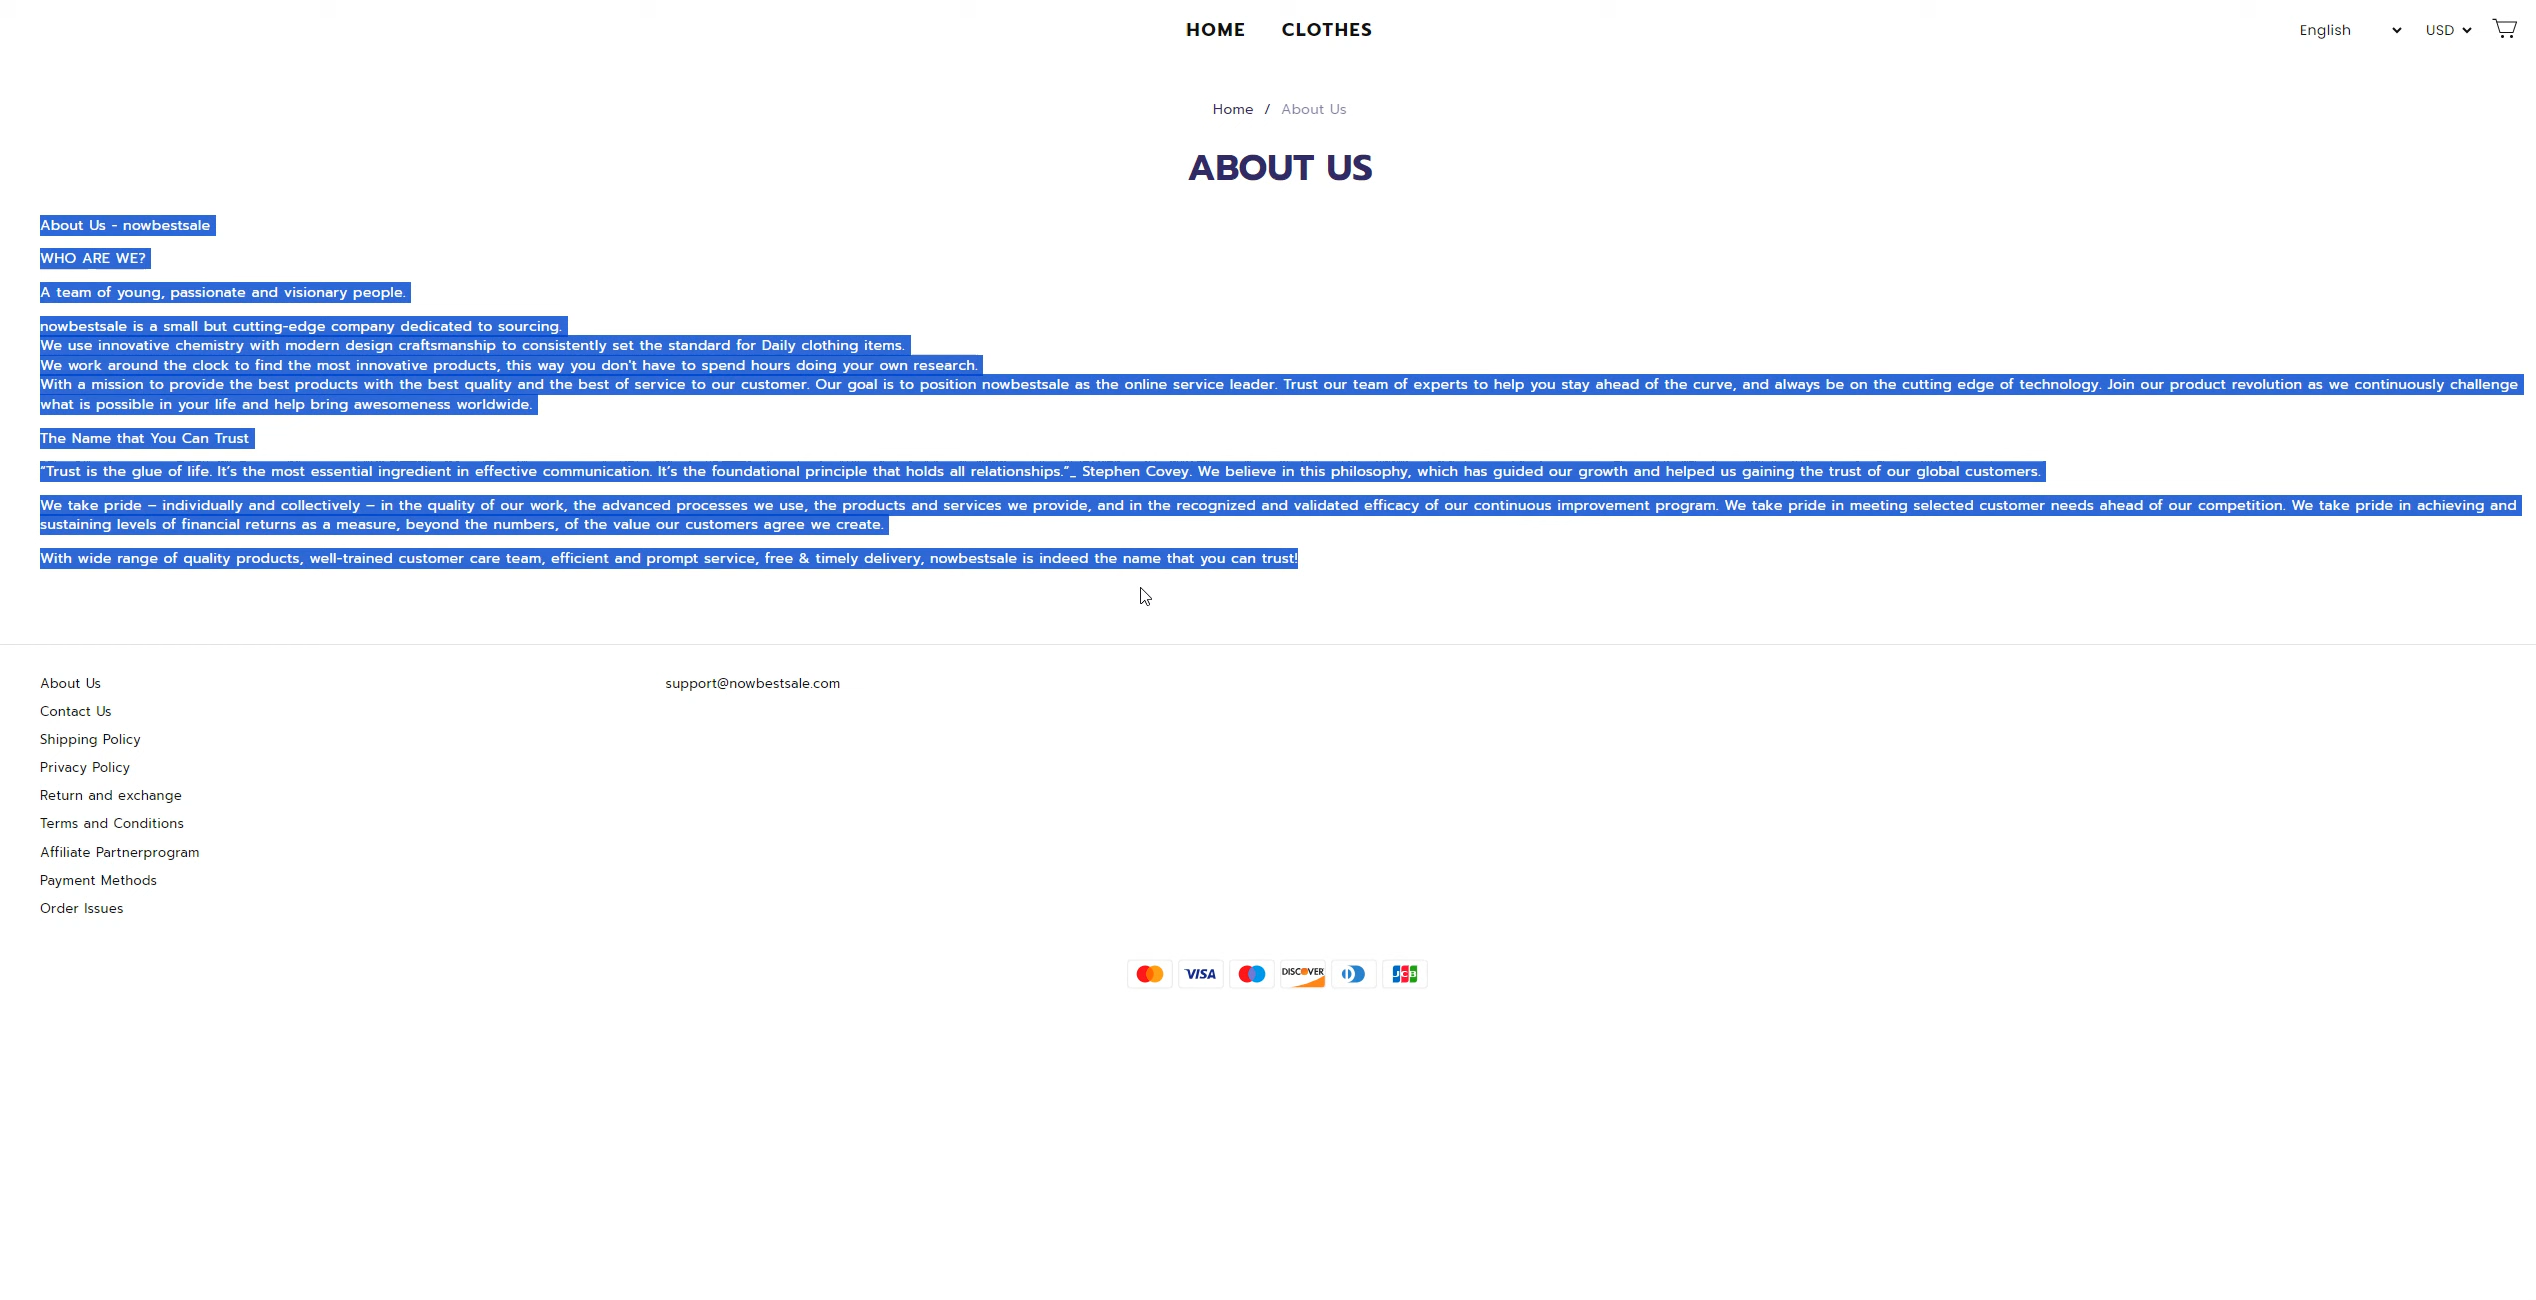 HOME CLOTHES English USD
Home / About Us
ABOUT US
About Us - nowbestsale
WHO ARE WE?
A team of young, passionate and visionary people.
nowbestsale is a small but cutting-edge company dedicated to sourcing.
We use innovative chemistry with modern design craftsmanship to consistently set the standard for Daily clothing items.
We work around the clock to find the most innovative products, this way you don't have to spend hours doing your own research.
With a mission to provide the best products with the best quality and the best of service to our customer. Our goal is to position nowbestsale as the online service leader. Trust our team of experts to help you stay ahead of the curve, and always be on the cutting edge of technology. Join our product revolution as we continuously challenge
what is possible in your life and help bring awesomeness worldwide.
The Name that You Can Trust
“Trust is the glue of life. It’s the most essential ingredient in effective communication. It’s the foundational principle that holds all relationships.”_ Stephen Covey. We believe in this philosophy, which has guided our growth and helped us gaining the trust of our global customers.
We take pride – individually and collectively – in the quality of our work, the advanced processes we use, the products and services we provide, and in the recognized and validated efficacy of our continuous improvement program. We take pride in meeting selected customer needs ahead of our competition. We take pride in achieving and
sustaining levels of financial returns as a measure, beyond the numbers, of the value our customers agree we create.
With wide range of quality products, well-trained customer care team, efficient and prompt service, free & timely delivery, nowbestsale is indeed the name that you can trust!
About Us
Contact Us
Shipping Policy
Privacy Policy
Return and exchange
Terms and Conditions
Affiliate Partnerprogram
Payment Methods
Order Issues
support@nowbestsale.com
VISA DISCOVER JCB